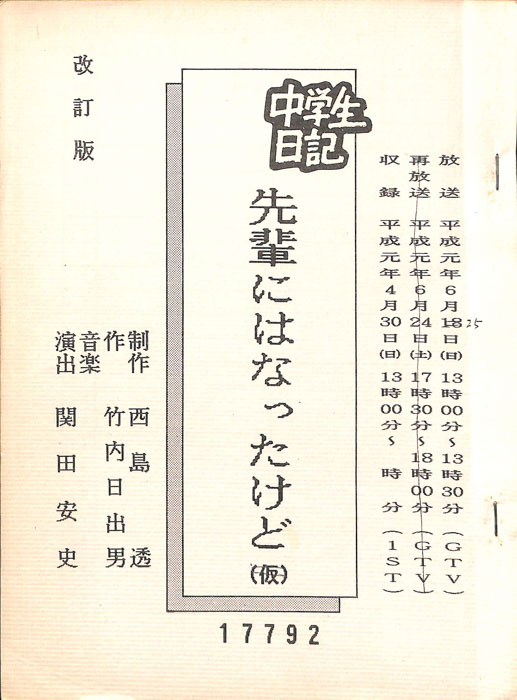 放送　平成元年6月18日(日) 13時00分～13時30分(GTV)
25
再放送　平成元年6月24日(土) 17時30分～18時00分(GTV)
収録　平成元年4月30日(日) 13時00分～　時　分(1ST)
中学生
日記
先輩にはなったけど(仮)
改訂版
制作　西島　透
作　竹内日出男
音楽
演出　関田安史
17792